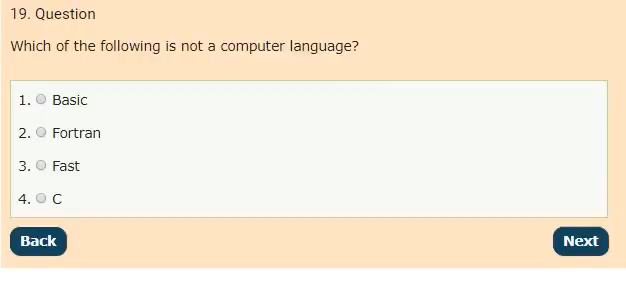 19. Question
Which of the following is not a computer language?
1. Basic
2. Fortran
3. Fast
4. C
Back Next